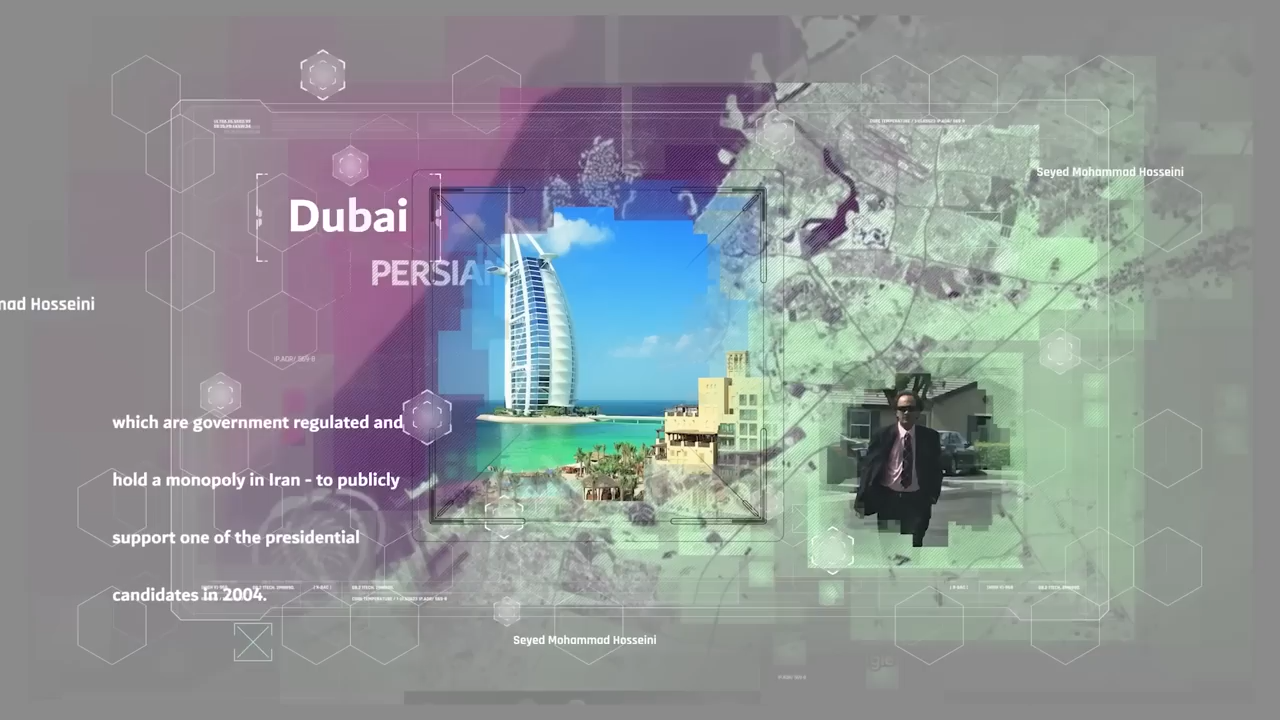 Seyed Mohammad Hosseini
Dubai
PERSIA
mad Hosseini
which are government regulated and
hold a monopoly in Iran - to publicly
support one of the presidential
candidates in 2004.
Seyed Mohammad Hosseini